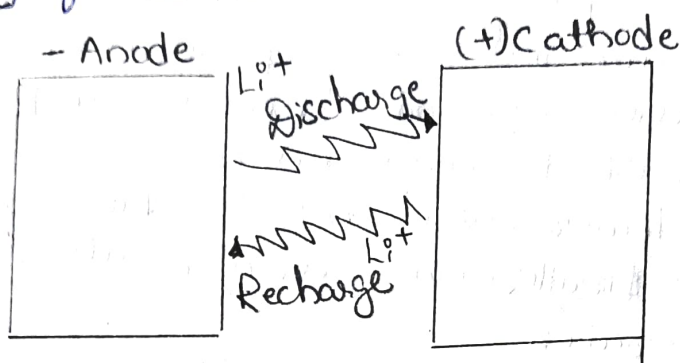 - Anode
(+)Cathode
Li+
Discharge
Li+
Recharge